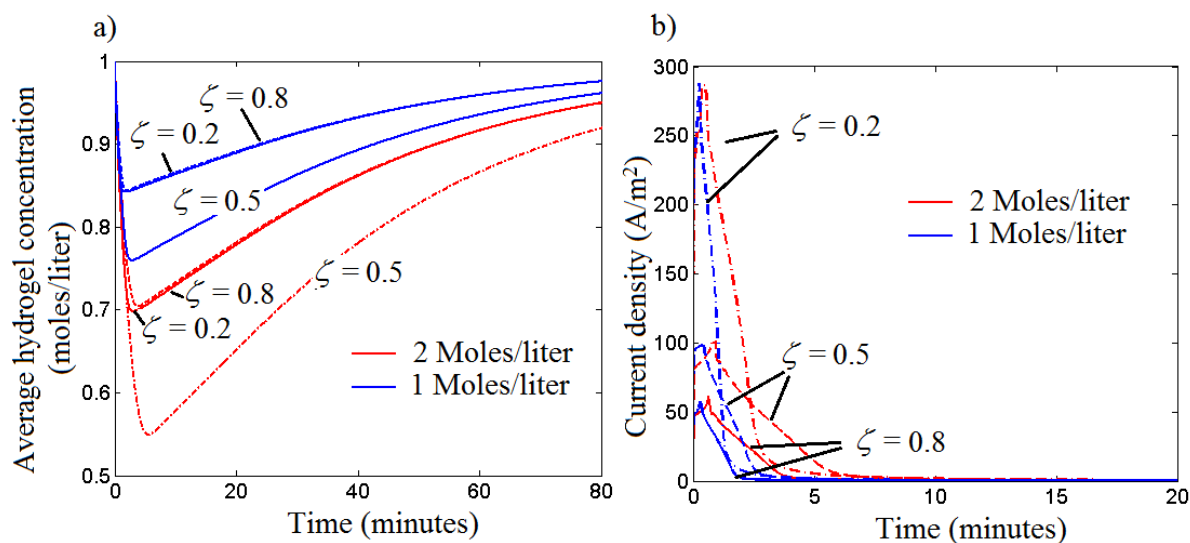 a)
Average hydrogel concentration
(moles/liter)
1
0.9
0.8
0.7
0.6
0.5
0
20
40
60
80
Time (minutes)
ζ = 0.8
ζ = 0.2
ζ = 0.5
ζ = 0.5
ζ = 0.8
ζ = 0.2
2 Moles/liter
1 Moles/liter
b)
Current density (A/m²)
300
250
200
150
100
50
0
0
5
10
15
20
Time (minutes)
ζ = 0.2
2 Moles/liter
1 Moles/liter
ζ = 0.5
ζ = 0.8